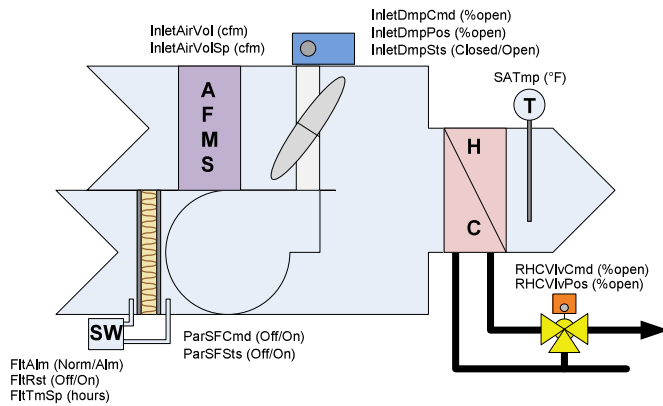 InletAirVol (cfm)
InletAirVolSp (cfm)
InletDmpCmd (%open)
InletDmpPos (%open)
InletDmpSts (Closed/Open)
SATmp (°F)
T
A
F
M
S
H
C
RHCVlvCmd (%open)
RHCVlvPos (%open)
SW
ParSFCmd (Off/On)
ParSFSts (Off/On)
FltAlm (Norm/Alm)
FltRst (Off/On)
FltTmSp (hours)